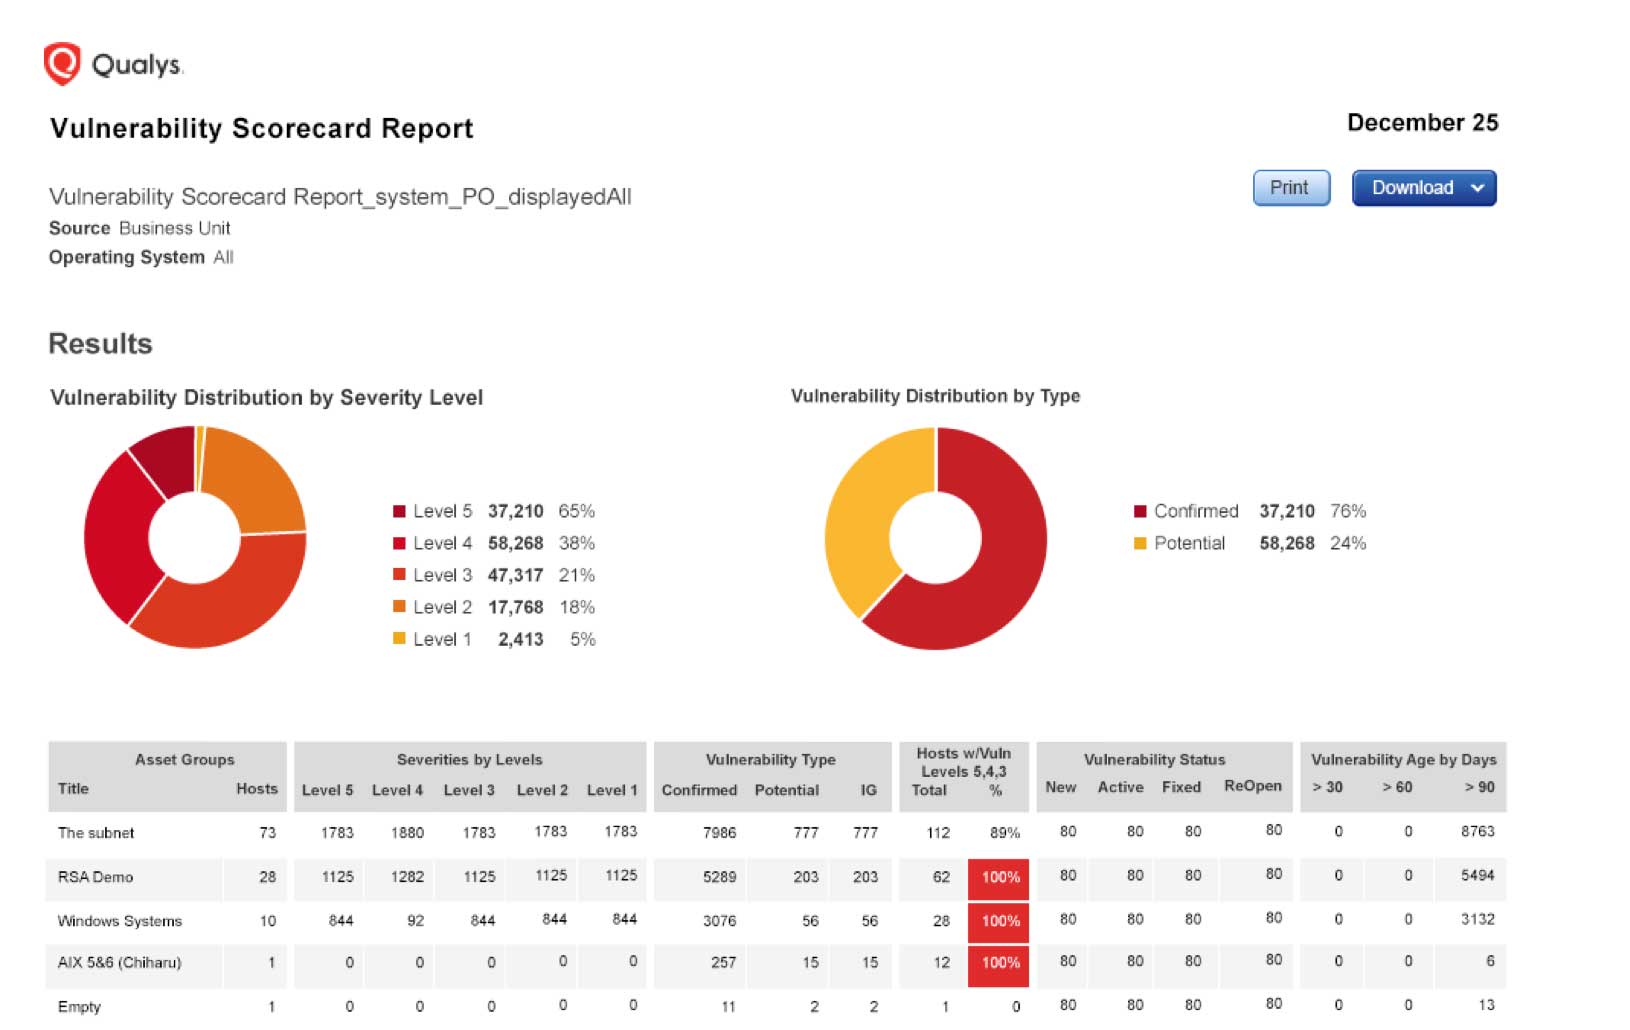 Qualys.
Vulnerability Scorecard Report
December 25
Print
Download
Vulnerability Scorecard Report_system_PO_displayedAll
Source Business Unit
Operating System All
Results
Vulnerability Distribution by Severity Level
Level 5 37,210 65%
Level 4 58,268 38%
Level 3 47,317 21%
Level 2 17,768 18%
Level 1 2,413 5%
Vulnerability Distribution by Type
Confirmed 37,210 76%
Potential 58,268 24%
Asset Groups Severities by Levels Vulnerability Type Hosts w/Vuln Levels 5,4,3 Vulnerability Status Vulnerability Age by Days
Title Hosts Level 5 Level 4 Level 3 Level 2 Level 1 Confirmed Potential IG Total % New Active Fixed ReOpen > 30 > 60 > 90
The subnet 73 1783 1880 1783 1783 1783 7986 777 777 112 89% 80 80 80 80 0 0 8763
RSA Demo 28 1125 1282 1125 1125 1125 5289 203 203 62 100% 80 80 80 80 0 0 5494
Windows Systems 10 844 92 844 844 844 3076 56 56 28 100% 80 80 80 80 0 0 3132
AIX 5&6 (Chiharu) 1 0 0 0 0 0 257 15 15 12 100% 80 80 80 80 0 0 6
Empty 1 0 0 0 0 0 11 2 2 1 0 80 80 80 80 0 0 13